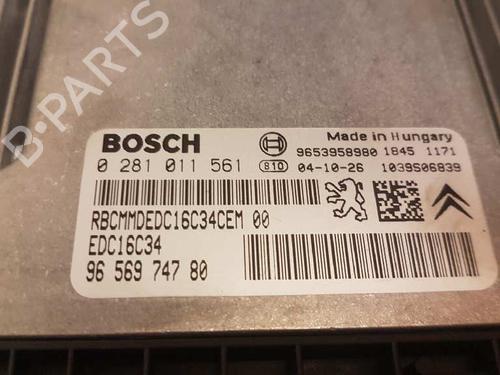 BOSCH
Made in Hungary
9653958980 1845 1171
0 281 011 561 810 04-10-26 1039S06839
RBCMMDEDC16C34CEM 00
EDC16C34
96 569 747 80
B-PARTS